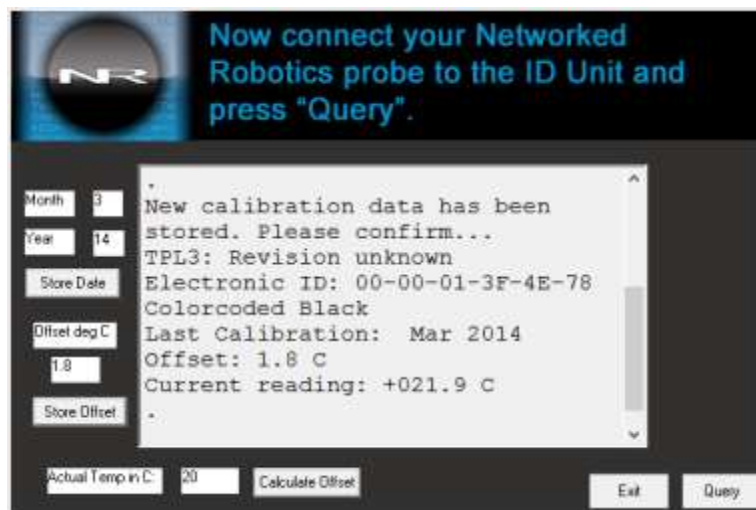 NR
Now connect your Networked
Robotics probe to the ID Unit and
press "Query".
.
New calibration data has been
stored. Please confirm...
TPL3: Revision unknown
Electronic ID: 00-00-01-3F-4E-78
Colorcoded Black
Last Calibration:  Mar 2014
Offset: 1.8 C
Current reading: +021.9 C
.
Month 3
Year 14
Store Date
Offset deg C
1.8
Store Offset
Actual Temp in C: 20 Calculate Offset
Exit Query